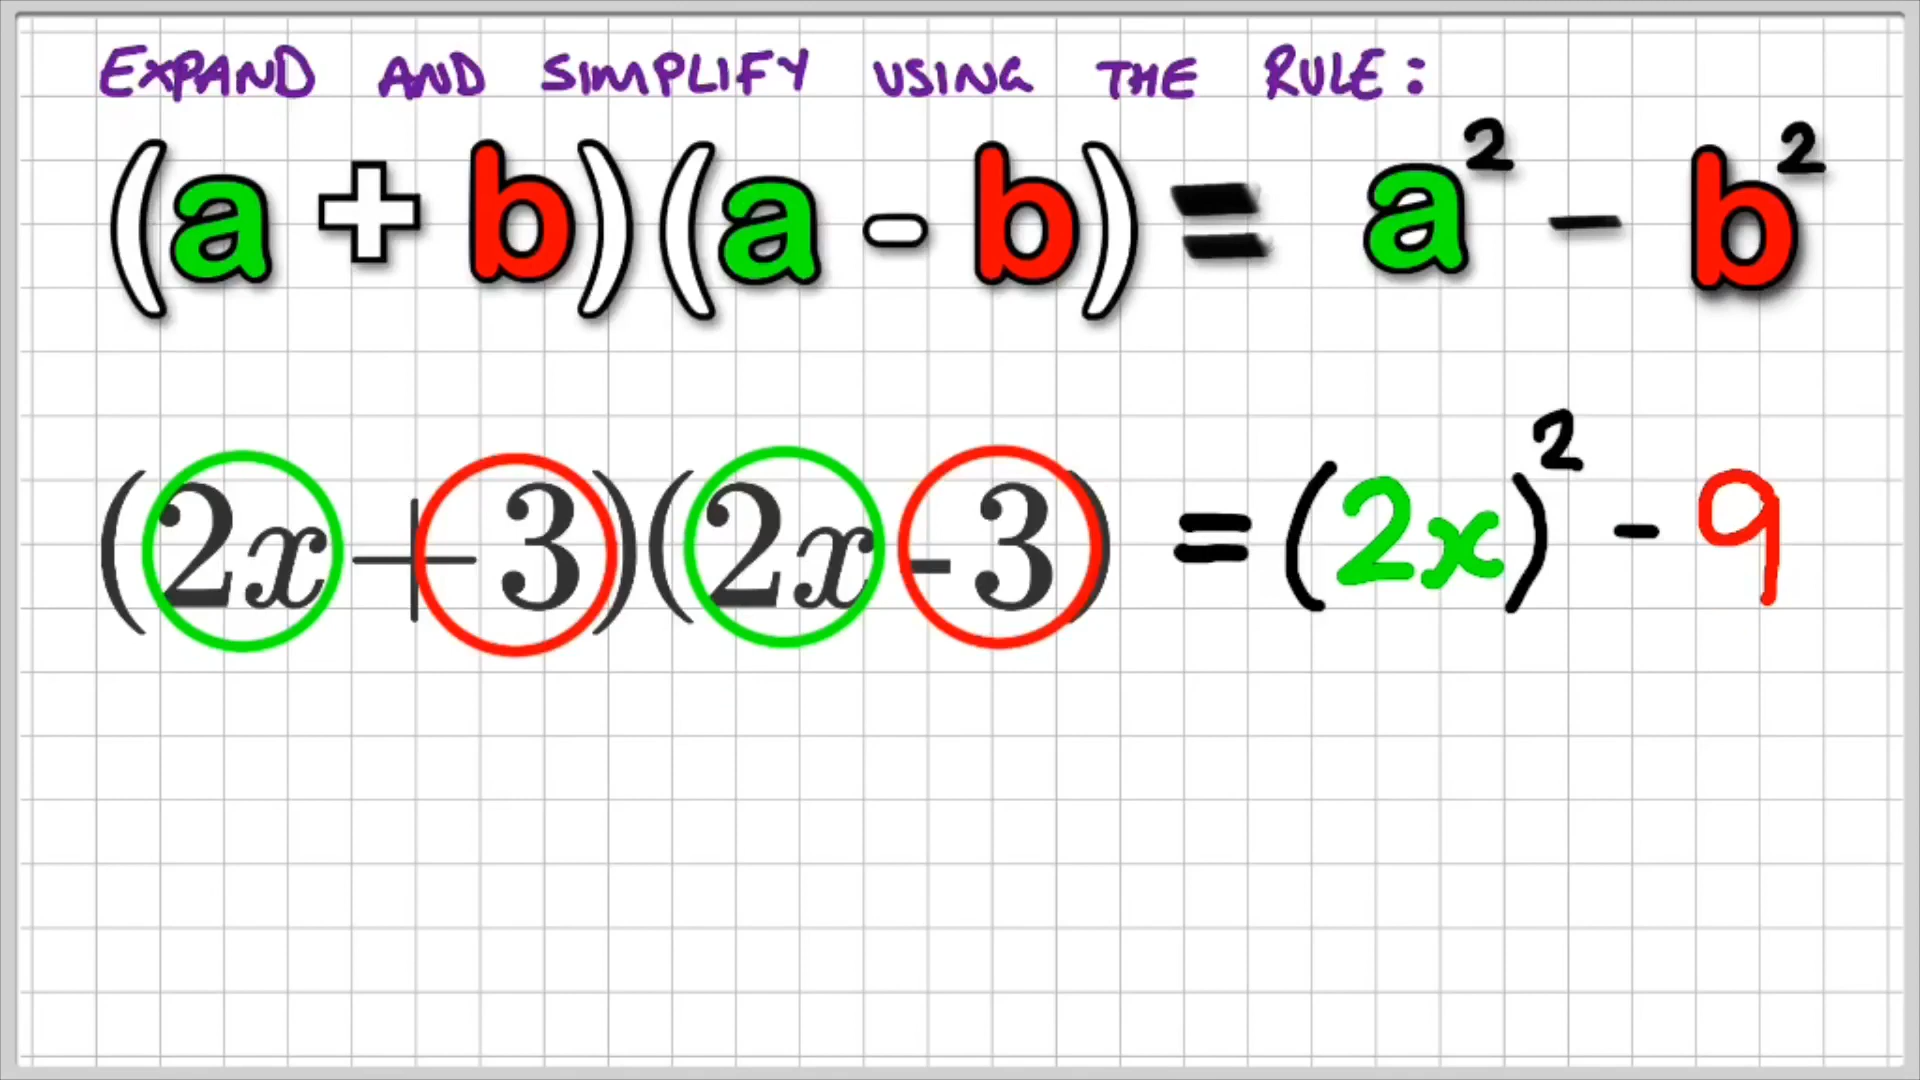 EXPAND AND SIMPLIFY USING THE RULE:
(a + b)(a - b) = a² - b²
(2x + 3)(2x - 3) = (2x)² - 9